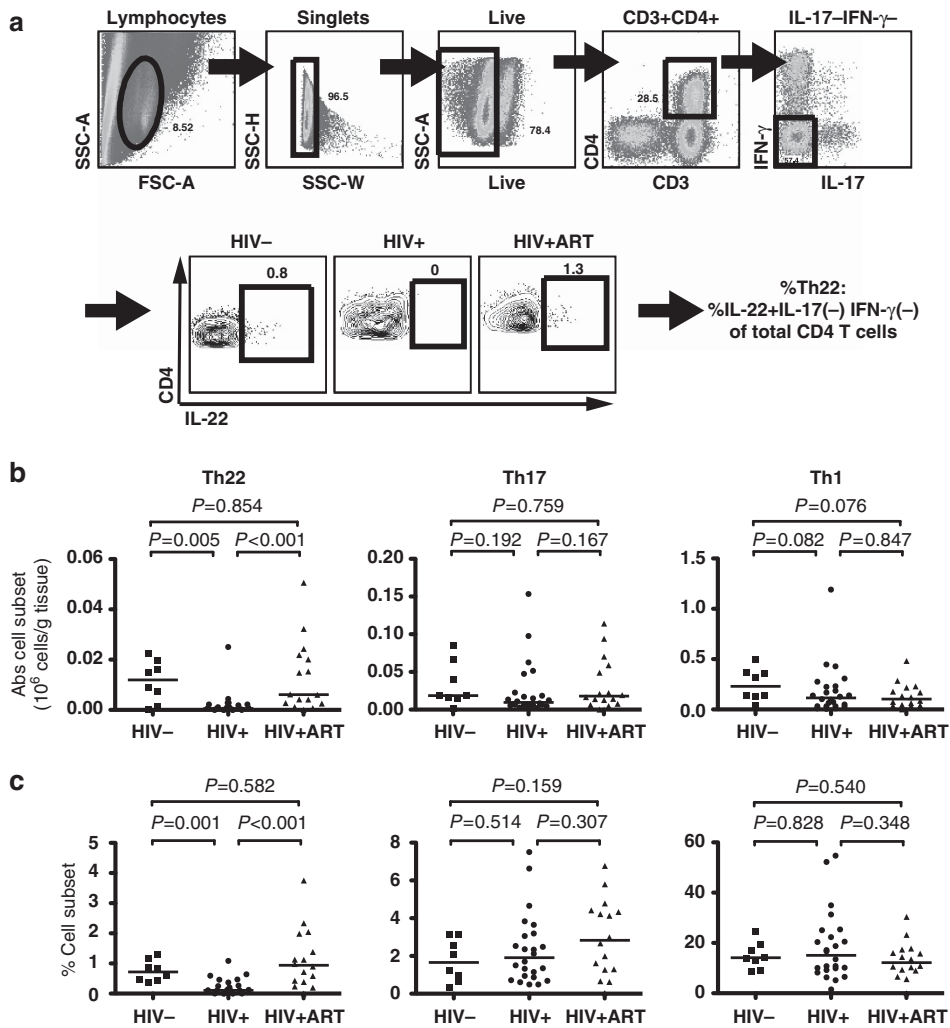 a
Lymphocytes
Singlets
Live
CD3+CD4+
IL-17–IFN-γ–
SSC-A
8.52
FSC-A
SSC-H
96.5
SSC-W
SSC-A
78.4
Live
CD4
28.5
CD3
IFN-γ
IL-17
HIV–
HIV+
HIV+ART
0.8
0
1.3
CD4
IL-22
%Th22:
%IL-22+IL-17(–) IFN-γ(–)
of total CD4 T cells
b
Th22
Th17
Th1
P=0.854
P=0.759
P=0.076
P=0.005
P<0.001
P=0.192
P=0.167
P=0.082
P=0.847
Abs cell subset
(10⁶ cells/g tissue)
0.06
0.04
0.02
0.00
HIV–
HIV+
HIV+ART
0.20
0.15
0.10
0.05
0.00
HIV–
HIV+
HIV+ART
1.5
1.0
0.5
0.0
HIV–
HIV+
HIV+ART
c
P=0.582
P=0.159
P=0.540
P=0.001
P<0.001
P=0.514
P=0.307
P=0.828
P=0.348
% Cell subset
5
4
3
2
1
0
HIV–
HIV+
HIV+ART
8
6
4
2
0
HIV–
HIV+
HIV+ART
60
40
20
0
HIV–
HIV+
HIV+ART